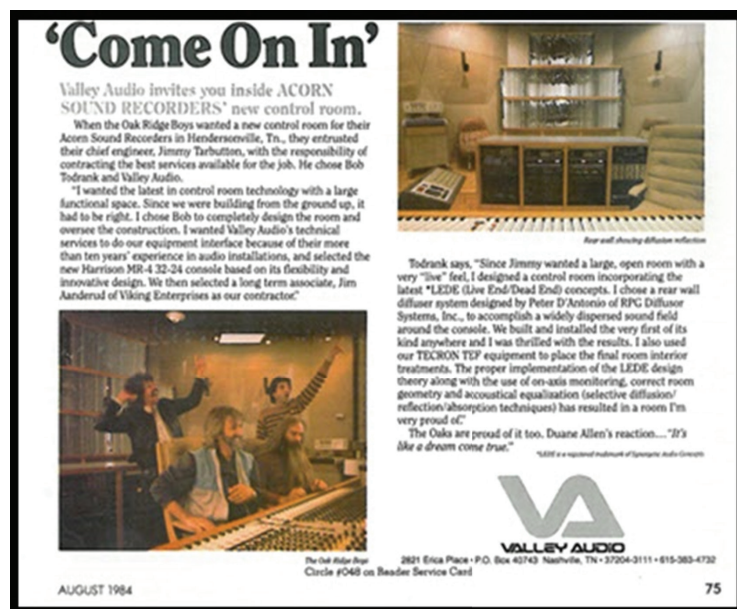 ‘Come On In’
Valley Audio invites you inside ACORN
SOUND RECORDERS’ new control room.
When the Oak Ridge Boys wanted a new control room for their
Acorn Sound Recorders in Hendersonville, Tn., they entrusted
their chief engineer, Jimmy Tarbutton, with the responsibility of
contracting the best services available for the job. He chose Bob
Todrank and Valley Audio.
“I wanted the latest in control room technology with a large
functional space. Since we were building from the ground up, it
had to be right. I chose Bob to completely design the room and
oversee the construction. I wanted Valley Audio's technical
services to do our equipment interface because of their more
than ten years' experience in audio installations, and selected the
new Harrison MR-4 32-24 console based on its flexibility and
innovative design. We then selected a long term associate, Jim
Aanderud of Viking Enterprises as our contractor.”
The Oak Ridge Boys
Rear wall showing diffusion reflection
Todrank says, “Since Jimmy wanted a large, open room with a
very “live” feel, I designed a control room incorporating the
latest *LEDE (Live End/Dead End) concepts. I chose a rear wall
diffuser system designed by Peter D'Antonio of RPG Diffusor
Systems, Inc., to accomplish a widely dispersed sound field
around the console. We built and installed the very first of its
kind anywhere and I was thrilled with the results. I also used
our TECRON TEF equipment to place the final room interior
treatments. The proper implementation of the LEDE design
theory along with the use of on-axis monitoring, correct room
geometry and accoustical equalization (selective diffusion/
reflection/absorption techniques) has resulted in a room I'm
very proud of.”
The Oaks are proud of it too. Duane Allen's reaction.... “It's
like a dream come true.”
*LEDE is a registered trademark of Synergetic Audio Concepts
VA
VALLEY AUDIO
2821 Erica Place • P.O. Box 40743 Nashville, TN • 37204-3111 • 615-383-4732
Circle #048 on Reader Service Card
AUGUST 1984
75